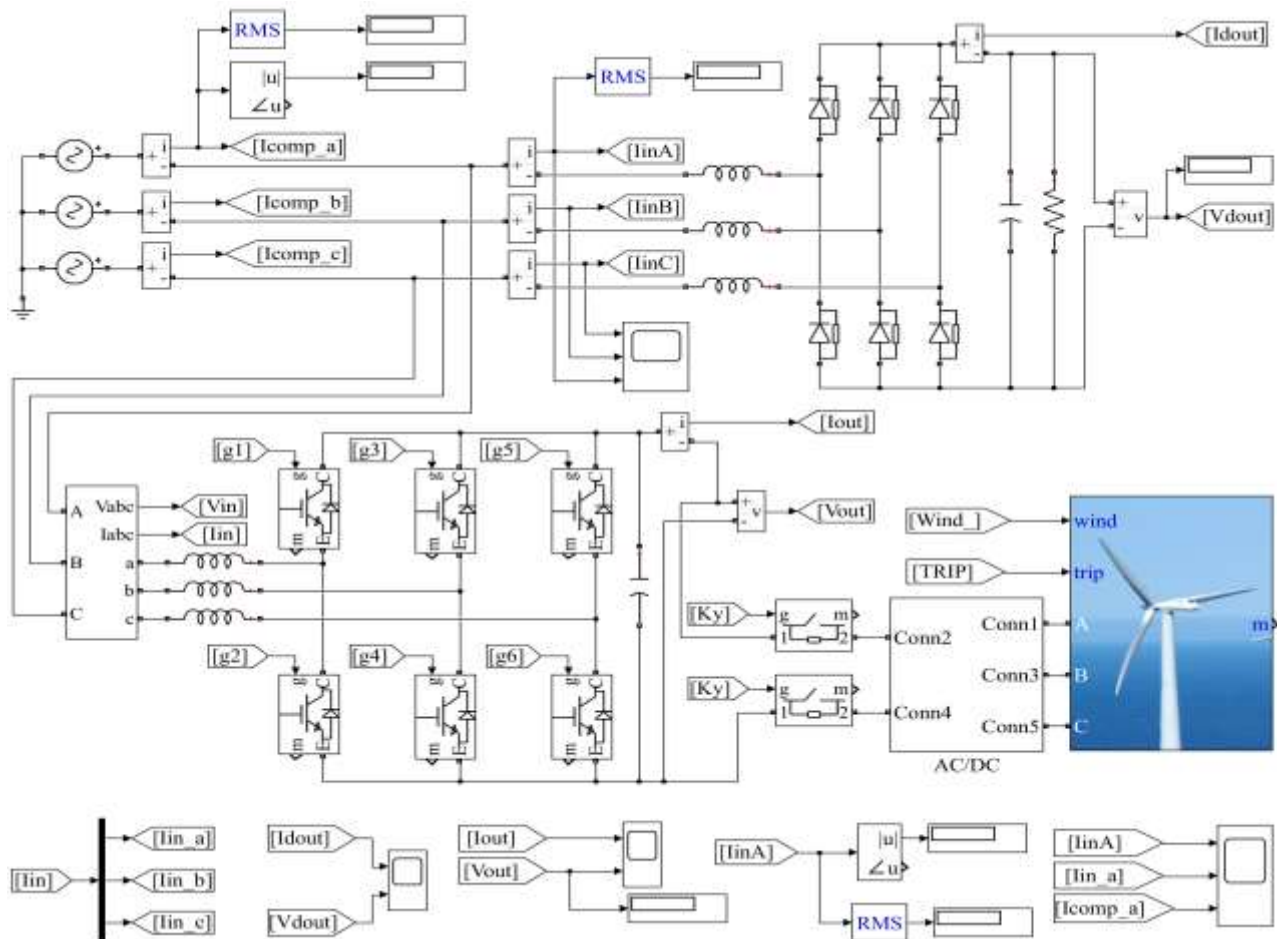 RMS
|u|
∠u
i
+
-
[Icomp_a]
i
+
-
[Icomp_b]
i
+
-
[Icomp_c]
RMS
i
+
-
[IinA]
i
+
-
[IinB]
i
+
-
[IinC]
i
+
-
[Idout]
+
-
v
[Vdout]
i
+
-
[Iout]
+
-
v
[Vout]
[g1]
g
C
m
E
[g3]
g
C
m
E
[g5]
g
C
m
E
A
B
C
Vabc
Iabc
a
b
c
[Vin]
[Iin]
[g2]
g
C
m
E
[g4]
g
C
m
E
[g6]
g
C
m
E
[Ky]
g
m
1
2
[Ky]
g
m
1
2
Conn2
Conn4
Conn1
Conn3
Conn5
AC/DC
[Wind_]
[TRIP]
wind
trip
A
B
C
m
[Iin]
[Iin_a]
[Iin_b]
[Iin_c]
[Idout]
[Vdout]
[Iout]
[Vout]
[IinA]
|u|
∠u
RMS
[IinA]
[Iin_a]
[Icomp_a]